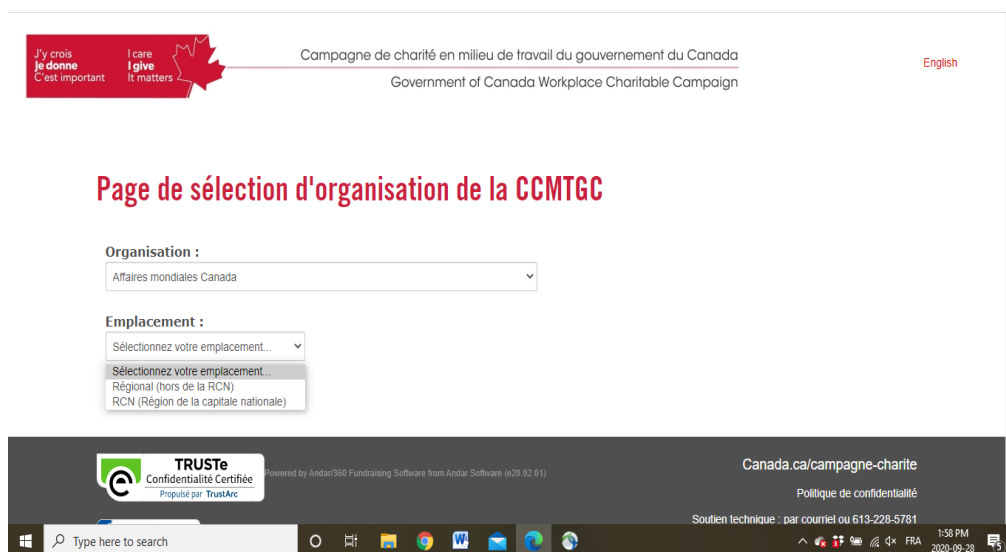 J'y crois
je donne
C'est important
I care
I give
It matters
Campagne de charité en milieu de travail du gouvernement du Canada
Government of Canada Workplace Charitable Campaign
English
Page de sélection d'organisation de la CCMTGC
Organisation :
Affaires mondiales Canada
Emplacement :
Sélectionnez votre emplacement...
Sélectionnez votre emplacement...
Régional (hors de la RCN)
RCN (Région de la capitale nationale)
TRUSTe
Confidentialité Certifiée
Propulsé par TrustArc
Powered by Andar/360 Fundraising Software from Andar Software (e20.02.01)
Canada.ca/campagne-charite
Politique de confidentialité
Soutien technique : par courriel ou 613-228-5781
Type here to search
FRA
1:58 PM
2020-09-28